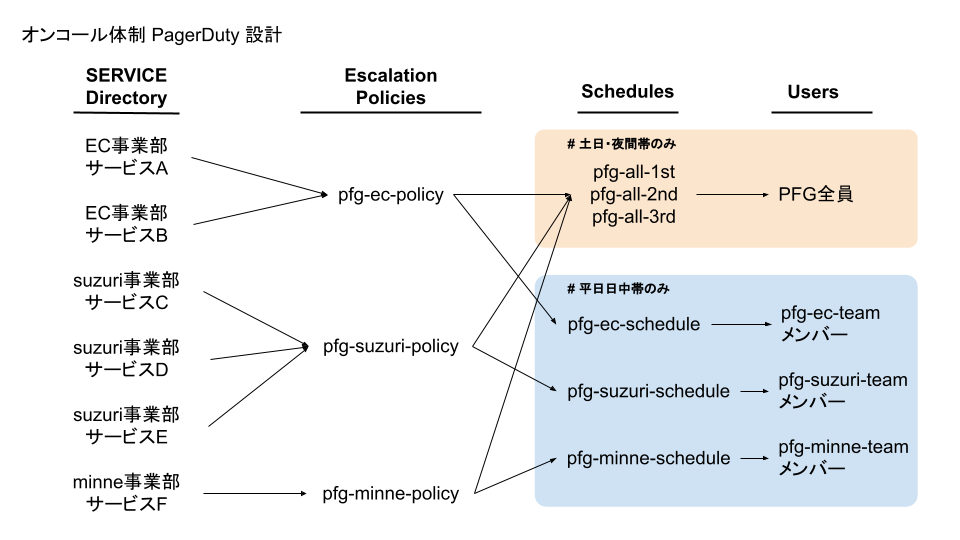 オンコール体制 PagerDuty 設計
SERVICE
Directory
Escalation
Policies
Schedules
Users
EC事業部
サービスA
EC事業部
サービスB
suzuri事業部
サービスC
suzuri事業部
サービスD
suzuri事業部
サービスE
minne事業部
サービスF
pfg-ec-policy
pfg-suzuri-policy
pfg-minne-policy
# 土日・夜間帯のみ
pfg-all-1st
pfg-all-2nd
pfg-all-3rd
PFG全員
# 平日日中帯のみ
pfg-ec-schedule
pfg-ec-team
メンバー
pfg-suzuri-schedule
pfg-suzuri-team
メンバー
pfg-minne-schedule
pfg-minne-team
メンバー